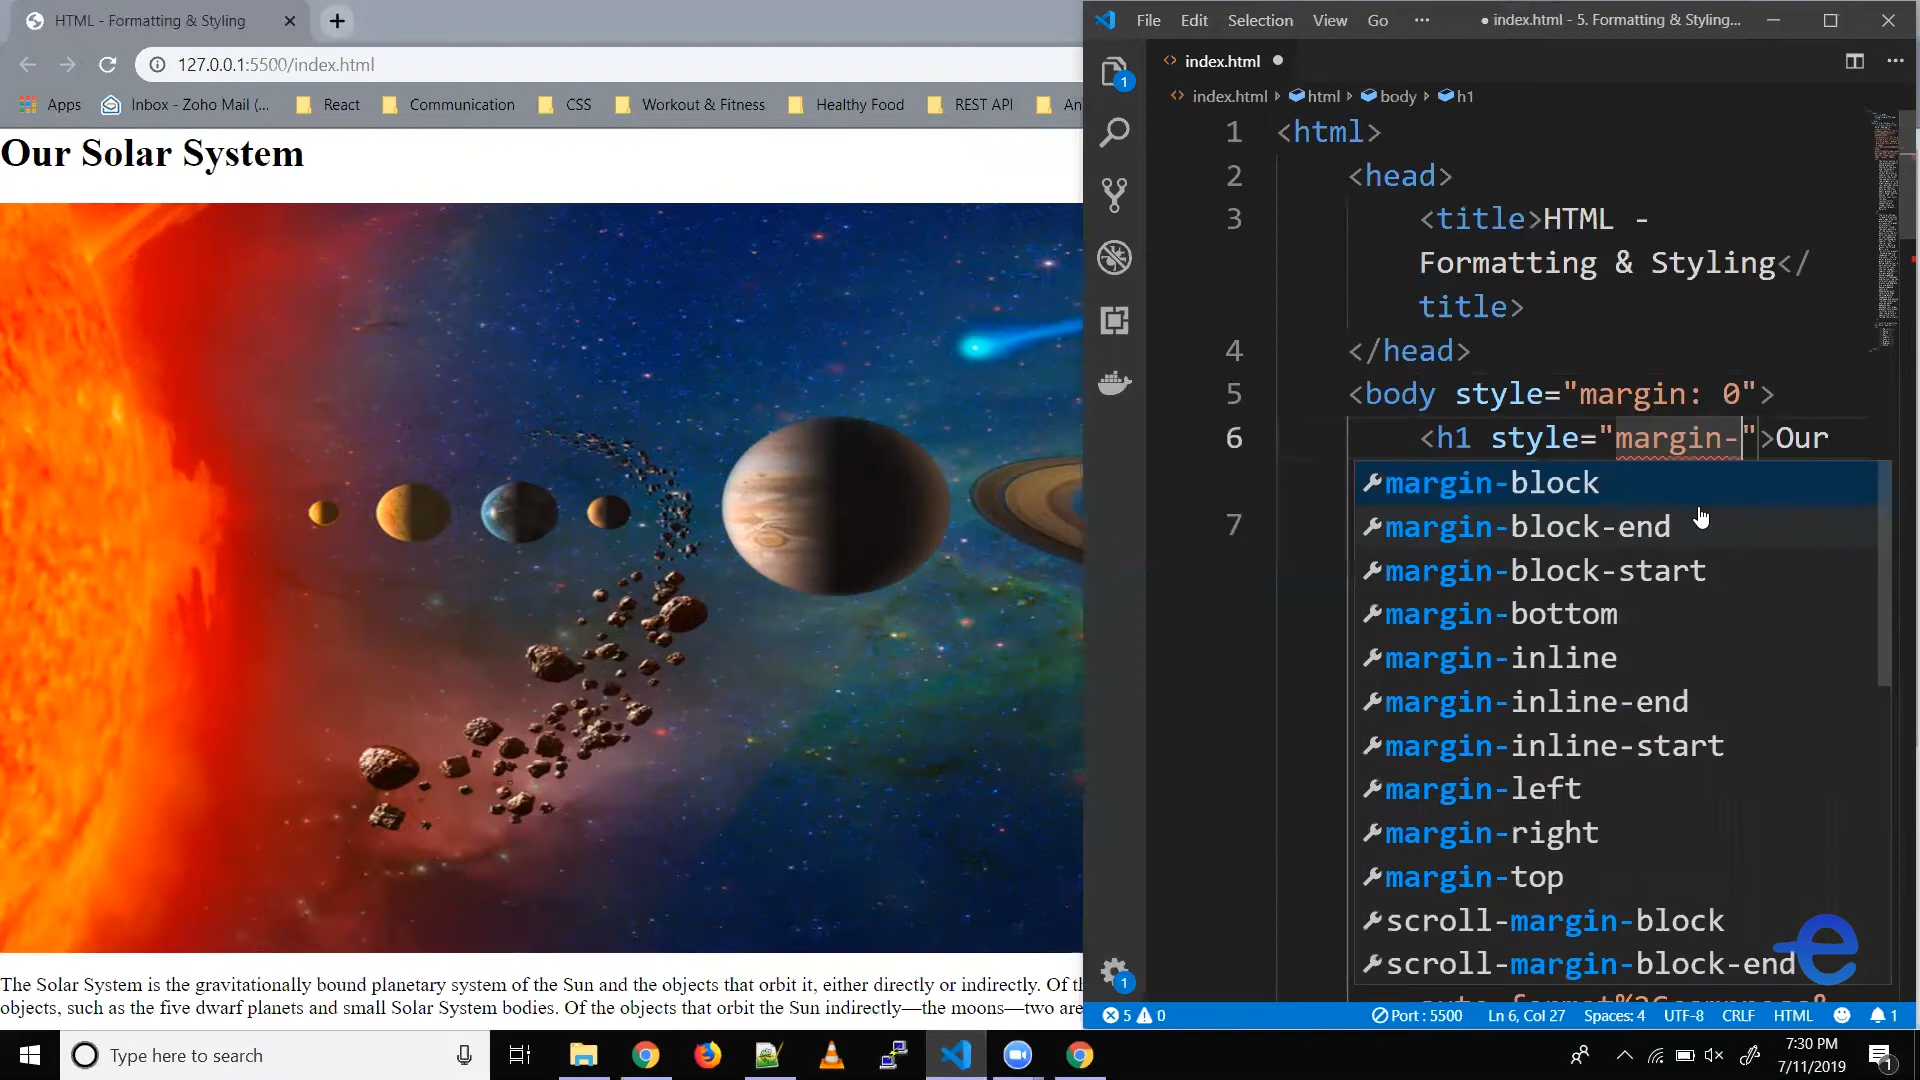 HTML - Formatting & Styling
127.0.0.1:5500/index.html
Apps Inbox - Zoho Mail (... React Communication CSS Workout & Fitness Healthy Food REST API An
Our Solar System
The Solar System is the gravitationally bound planetary system of the Sun and the objects that orbit it, either directly or indirectly. Of th
objects, such as the five dwarf planets and small Solar System bodies. Of the objects that orbit the Sun indirectly—the moons—two are
File Edit Selection View Go ··· ● index.html - 5. Formatting & Styling...
index.html ●
index.html › html › body › h1
1 <html>
2 <head>
3 <title>HTML -
Formatting & Styling</
title>
4 </head>
5 <body style="margin: 0">
6 <h1 style="margin-">Our
margin-block
margin-block-end
margin-block-start
7
margin-bottom
margin-inline
margin-inline-end
margin-inline-start
margin-left
margin-right
margin-top
scroll-margin-block
scroll-margin-block-end
1
1
5 0 Port : 5500 Ln 6, Col 27 Spaces: 4 UTF-8 CRLF HTML 1
Type here to search
7:30 PM
7/11/2019
1